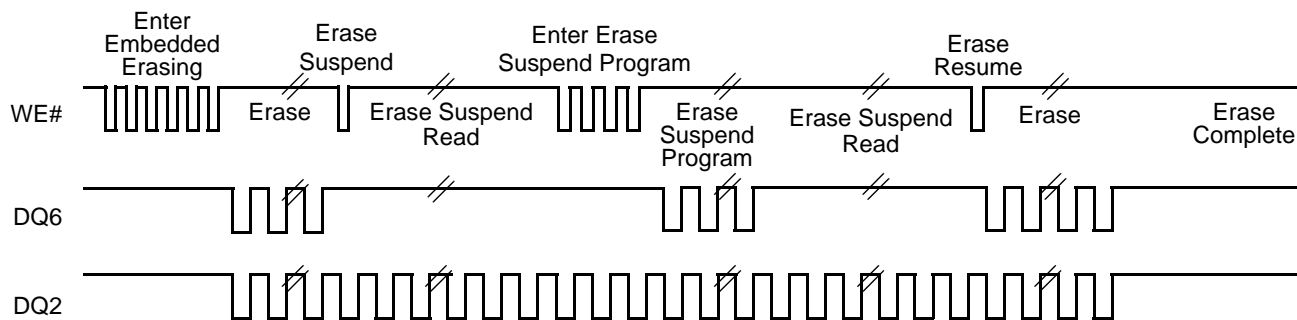 Enter
Embedded
Erasing
Erase
Suspend
Enter Erase
Suspend Program
Erase
Resume
WE#
Erase
Erase Suspend
Read
Erase
Suspend
Program
Erase Suspend
Read
Erase
Erase
Complete
DQ6
DQ2